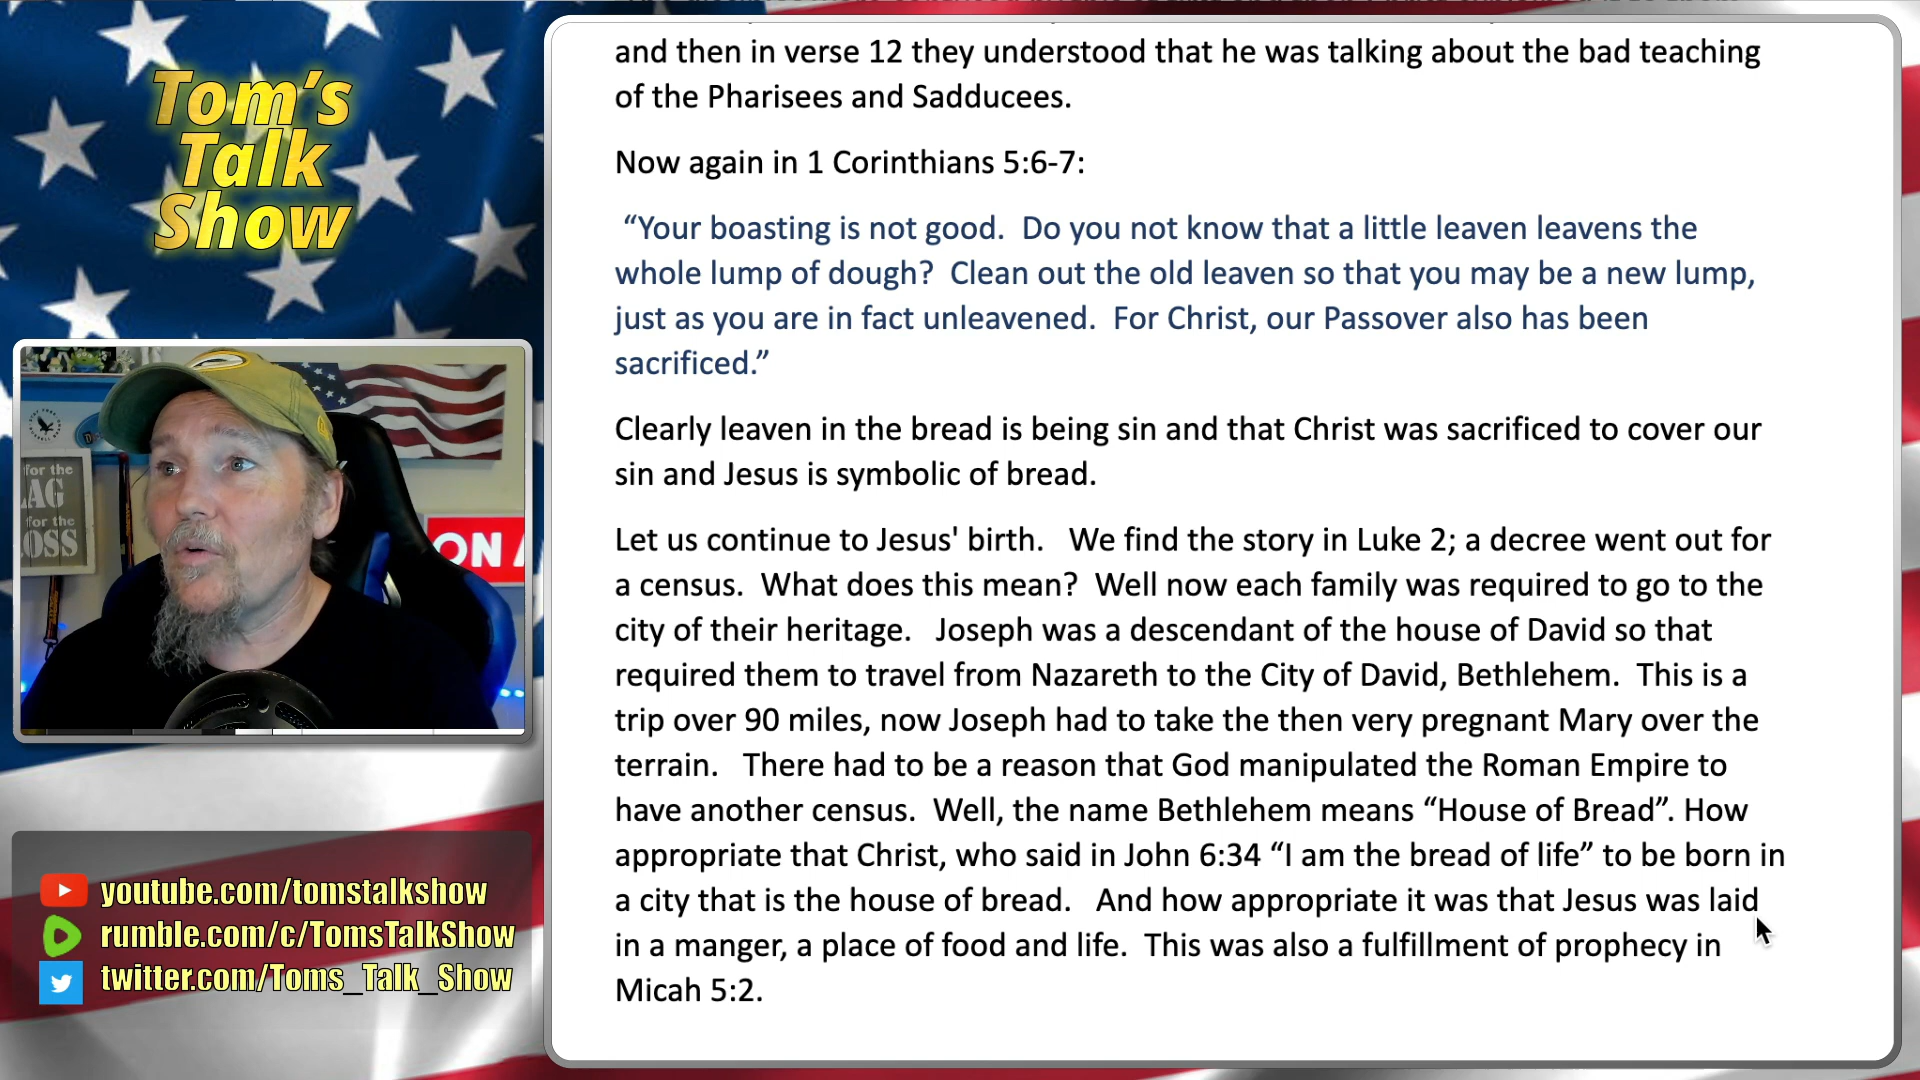 Tom's
Talk
Show
and then in verse 12 they understood that he was talking about the bad teaching
of the Pharisees and Sadducees.
Now again in 1 Corinthians 5:6-7:
“Your boasting is not good.  Do you not know that a little leaven leavens the
whole lump of dough?  Clean out the old leaven so that you may be a new lump,
just as you are in fact unleavened.  For Christ, our Passover also has been
sacrificed.”
Clearly leaven in the bread is being sin and that Christ was sacrificed to cover our
sin and Jesus is symbolic of bread.
Let us continue to Jesus' birth.   We find the story in Luke 2; a decree went out for
a census.  What does this mean?  Well now each family was required to go to the
city of their heritage.   Joseph was a descendant of the house of David so that
required them to travel from Nazareth to the City of David, Bethlehem.  This is a
trip over 90 miles, now Joseph had to take the then very pregnant Mary over the
terrain.   There had to be a reason that God manipulated the Roman Empire to
have another census.  Well, the name Bethlehem means “House of Bread”. How
appropriate that Christ, who said in John 6:34 “I am the bread of life” to be born in
a city that is the house of bread.   And how appropriate it was that Jesus was laid
in a manger, a place of food and life.  This was also a fulfillment of prophecy in
Micah 5:2.
for the
AG
for the
OSS
ON A
youtube.com/tomstalkshow
rumble.com/c/TomsTalkShow
twitter.com/Toms_Talk_Show